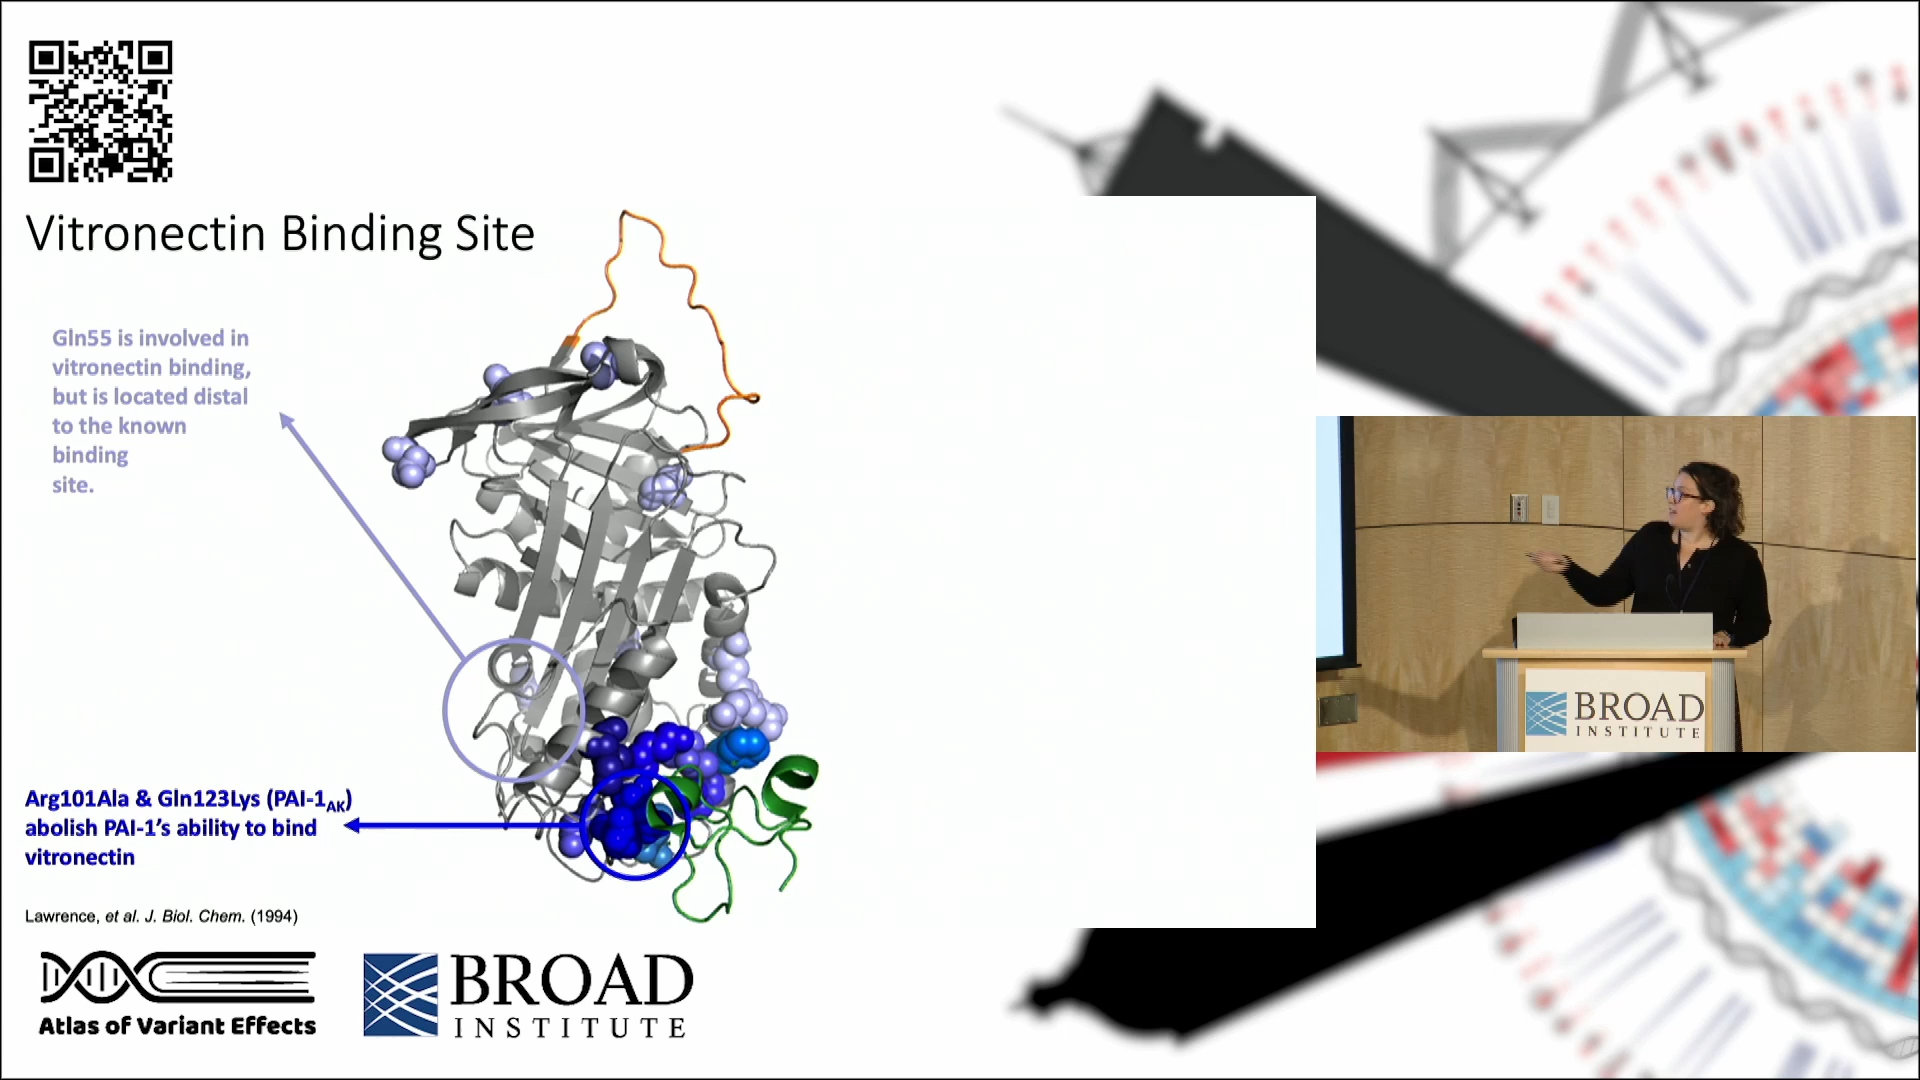 Vitronectin Binding Site
Gln55 is involved in
vitronectin binding,
but is located distal
to the known
binding
site.
Arg101Ala & Gln123Lys (PAI-1AK)
abolish PAI-1's ability to bind
vitronectin
Lawrence, et al. J. Biol. Chem. (1994)
Atlas of Variant Effects
BROAD
INSTITUTE
BROAD
INSTITUTE